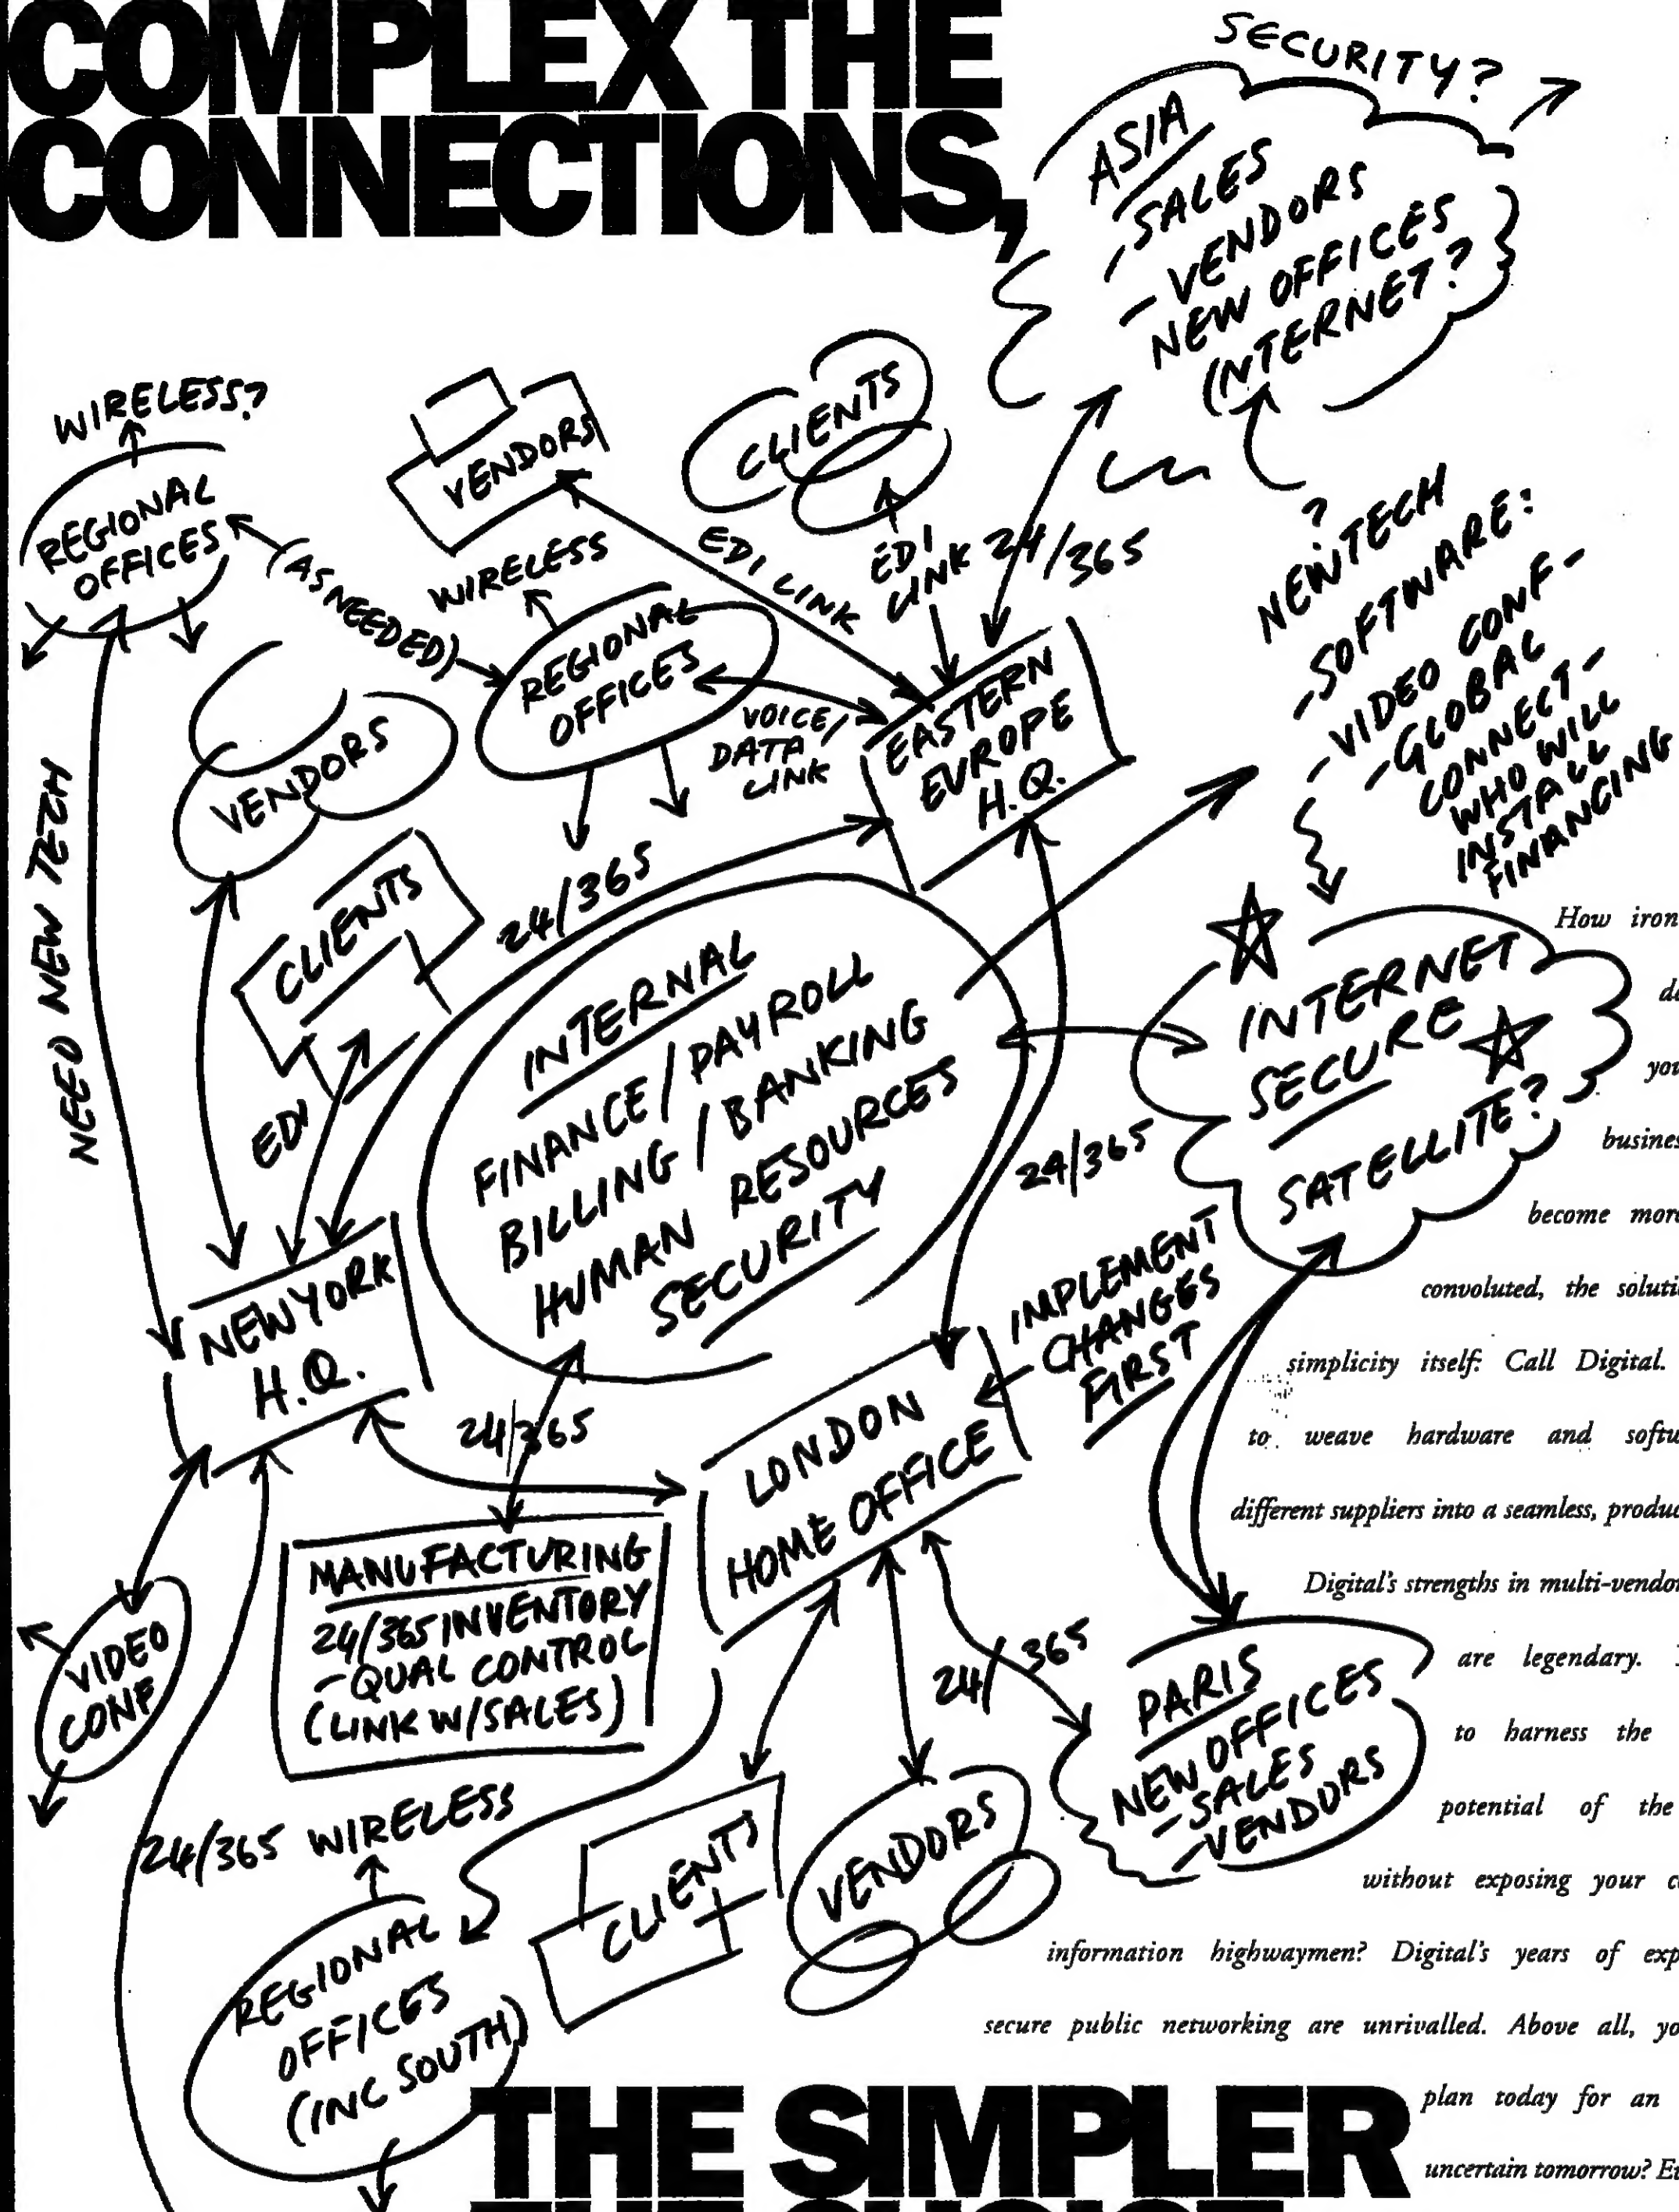 COMPLEX THE
CONNECTIONS,
SECURITY?
ASIA
- SALES
- VENDORS
NEW OFFICES
INTERNET?
WIRELESS?
REGIONAL
OFFICES
(AS NEEDED)
VENDORS
EDI LINK
CLIENTS
EDI
LINK
24/365
WIRELESS
REGIONAL
OFFICES
VOICE/
DATA
LINK
EASTERN
EUROPE
H.Q.
?
NEW TECH
- SOFTWARE:
- VIDEO CONF-
- GLOBAL
CONNECT-
WHO WILL
INSTALL
FINANCING
NEED NEW TECH
VENDORS
CLIENTS
EDI
24/365
INTERNAL
FINANCE/PAYROLL
BILLING/BANKING
HUMAN RESOURCES
SECURITY
INTERNET
SECURE
SATELLITE?
24/365
NEW YORK
H.Q.
24/365
IMPLEMENT
CHANGES
FIRST
LONDON
HOME OFFICE
MANUFACTURING
24/365 INVENTORY
- QUAL CONTROL
(LINK W/SALES)
VIDEO
CONF
24/365
PARIS
NEW OFFICES
- SALES
- VENDORS
24/365 WIRELESS
REGIONAL
OFFICES
(INC SOUTH)
CLIENTS
VENDORS
How iron
you
busines
become more
convoluted, the soluti
simplicity itself: Call Digital.
to weave hardware and softw
different suppliers into a seamless, produc
Digital's strengths in multi-vendor
are legendary.
to harness the
potential of the
without exposing your c
information highwaymen? Digital's years of exp
secure public networking are unrivalled. Above all, yo
plan today for an
uncertain tomorrow?
THE SIMPLER
THE CHOICE